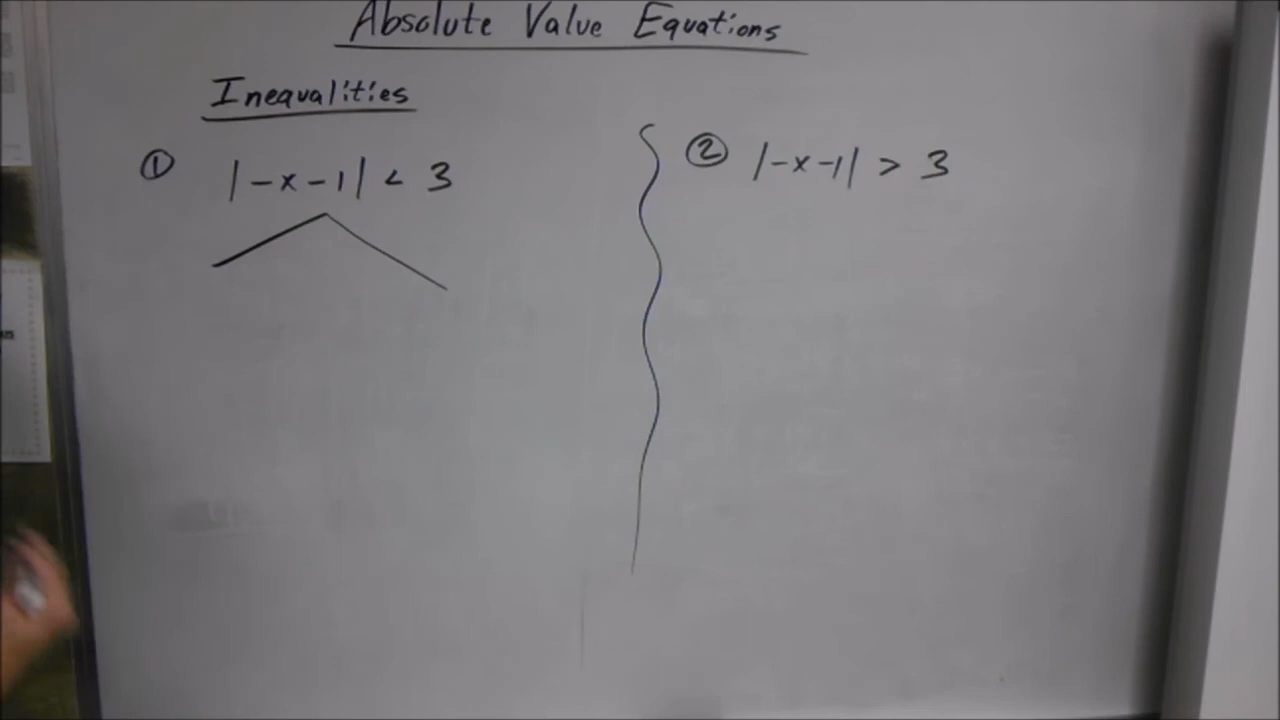 Absolute Value Equations
Inequalities
① |-x-1| < 3
② |-x-1| > 3